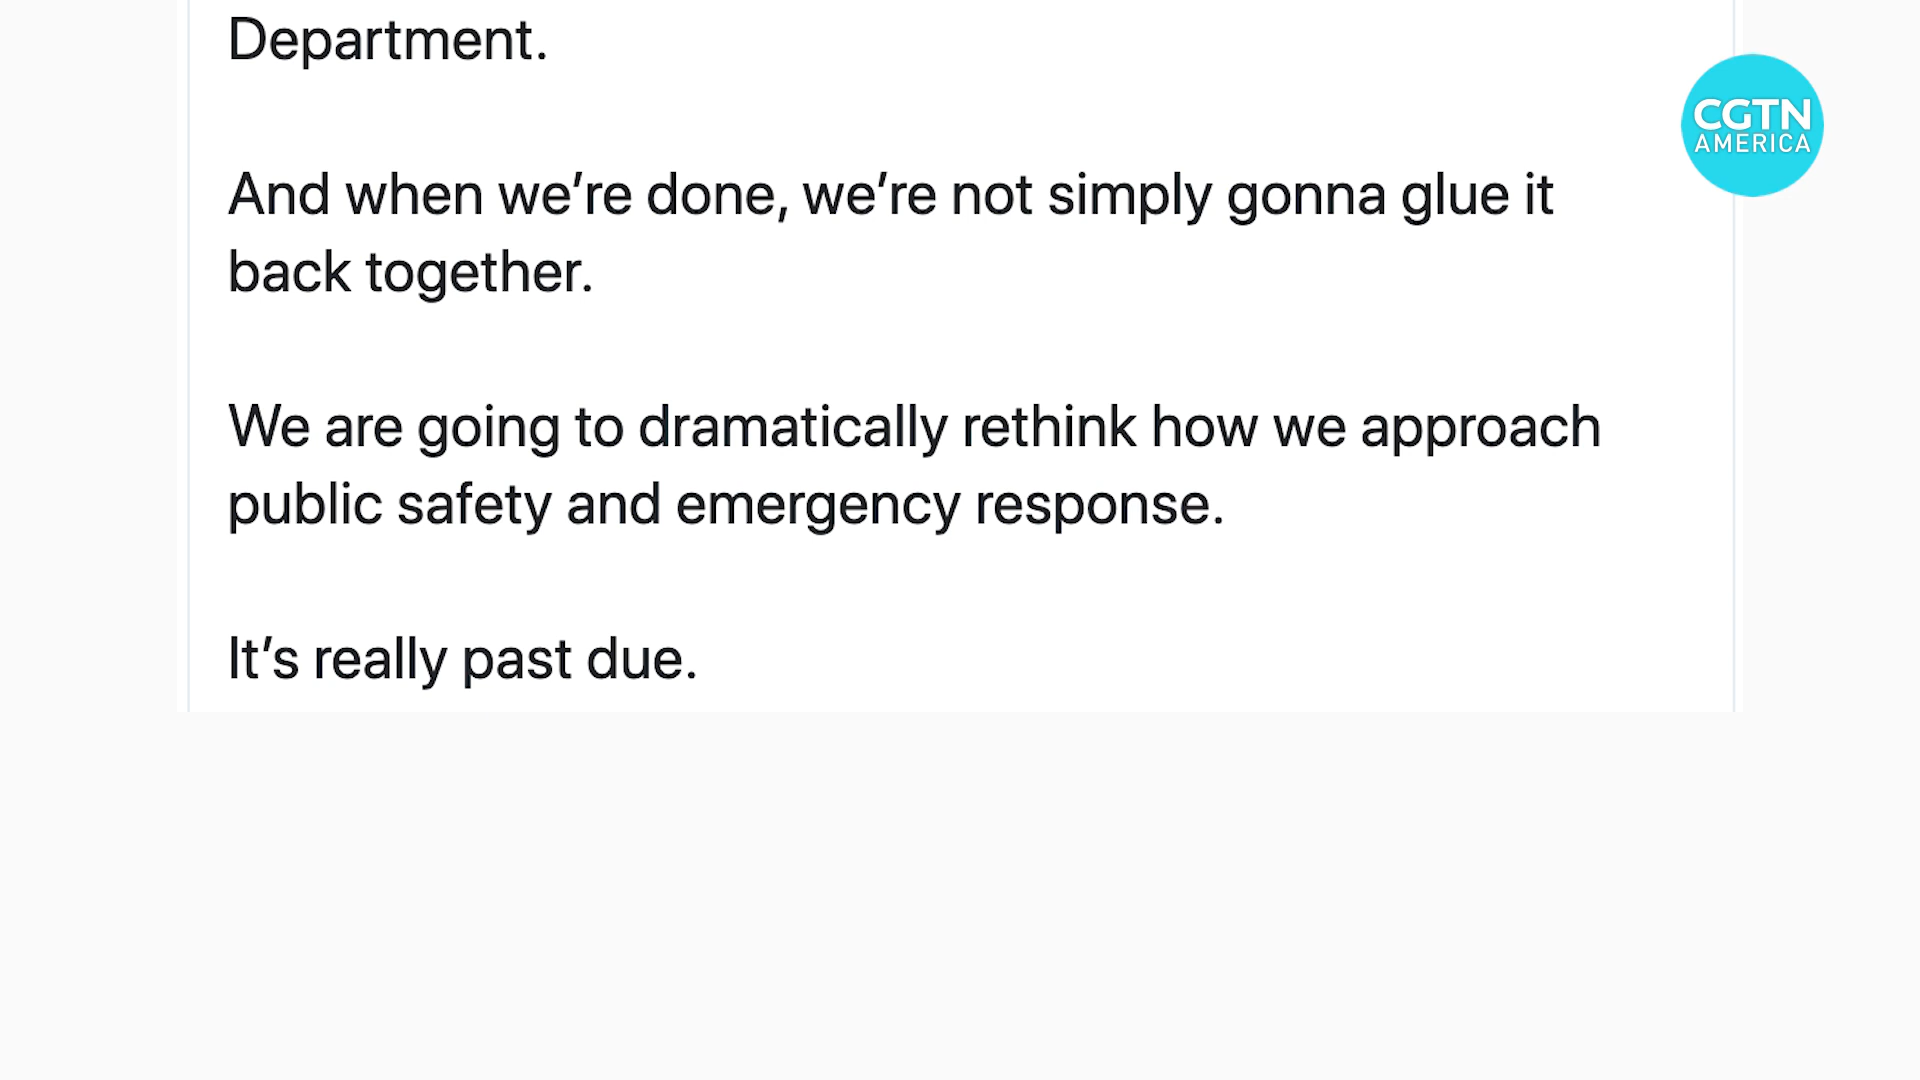 Department.
And when we’re done, we’re not simply gonna glue it
back together.
We are going to dramatically rethink how we approach
public safety and emergency response.
It’s really past due.
CGTN
AMERICA